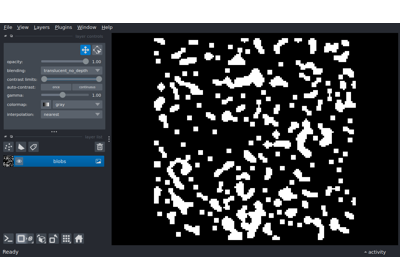 File View Layers Plugins Window Help
opacity: 1.00
blending: translucent_no_depth
contrast limits:
auto-contrast: once continuous
gamma: 1.00
colormap: gray
interpolation: nearest
blobs
Ready activity